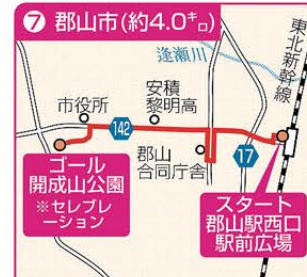 ⑦ 郡山市(約4.0㌔)
東北新幹線
逢瀬川
市役所
安積
黎明高
142
郡山
合同庁舎
17
ゴール
開成山公園
※セレブレ
ーション
スタート
郡山駅西口
駅前広場